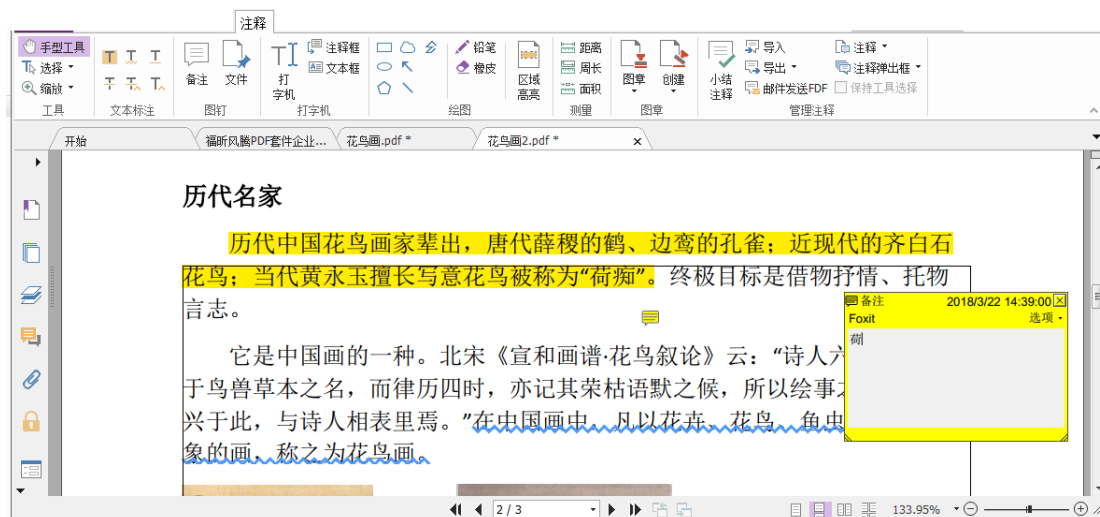 注释
手型工具
选择
缩放
工具
文本标注
备注
文件
图钉
打
字机
注释框
文本框
打字机
铅笔
橡皮
绘图
区域
高亮
距离
周长
面积
测量
图章
创建
图章
小结
注释
导入
导出
邮件发送FDF
注释
注释弹出框
保持工具选择
管理注释
开始
福昕风腾PDF套件企业...
花鸟画.pdf *
花鸟画2.pdf *
历代名家
历代中国花鸟画家辈出，唐代薛稷的鹤、边鸾的孔雀；近现代的齐白石
花鸟；当代黄永玉擅长写意花鸟被称为“荷痴”。终极目标是借物抒情、托物
言志。
它是中国画的一种。北宋《宣和画谱·花鸟叙论》云：“诗人六
于鸟兽草本之名，而律历四时，亦记其荣枯语默之候，所以绘事
兴于此，与诗人相表里焉。”在中国画中，凡以花卉、花鸟、鱼虫
象的画，称之为花鸟画。
备注
2018/3/22 14:39:00
Foxit
选项
荷
2 / 3
133.95%